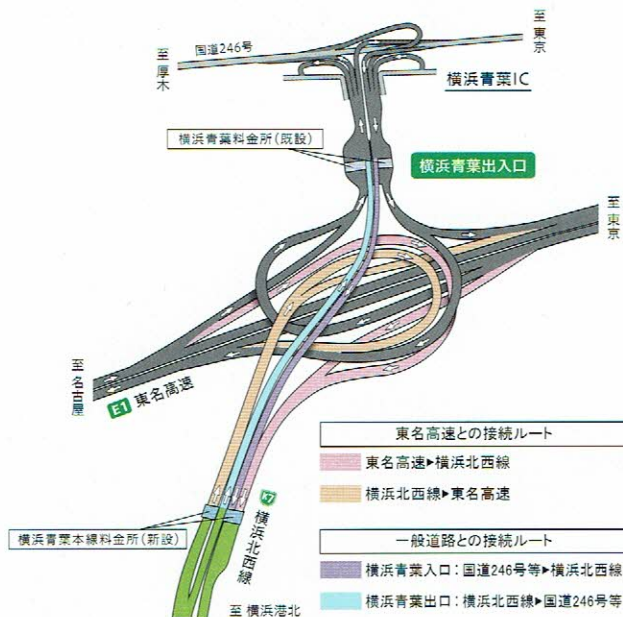 至東京
国道246号
至厚木
横浜青葉IC
横浜青葉料金所(既設)
横浜青葉出入口
至東京
至名古屋
E1 東名高速
東名高速との接続ルート
東名高速▶横浜北西線
横浜北西線▶東名高速
K7 横浜北西線
横浜青葉本線料金所(新設)
一般道路との接続ルート
横浜青葉入口:国道246号等▶横浜北西線
横浜青葉出口:横浜北西線▶国道246号等
至 横浜港北